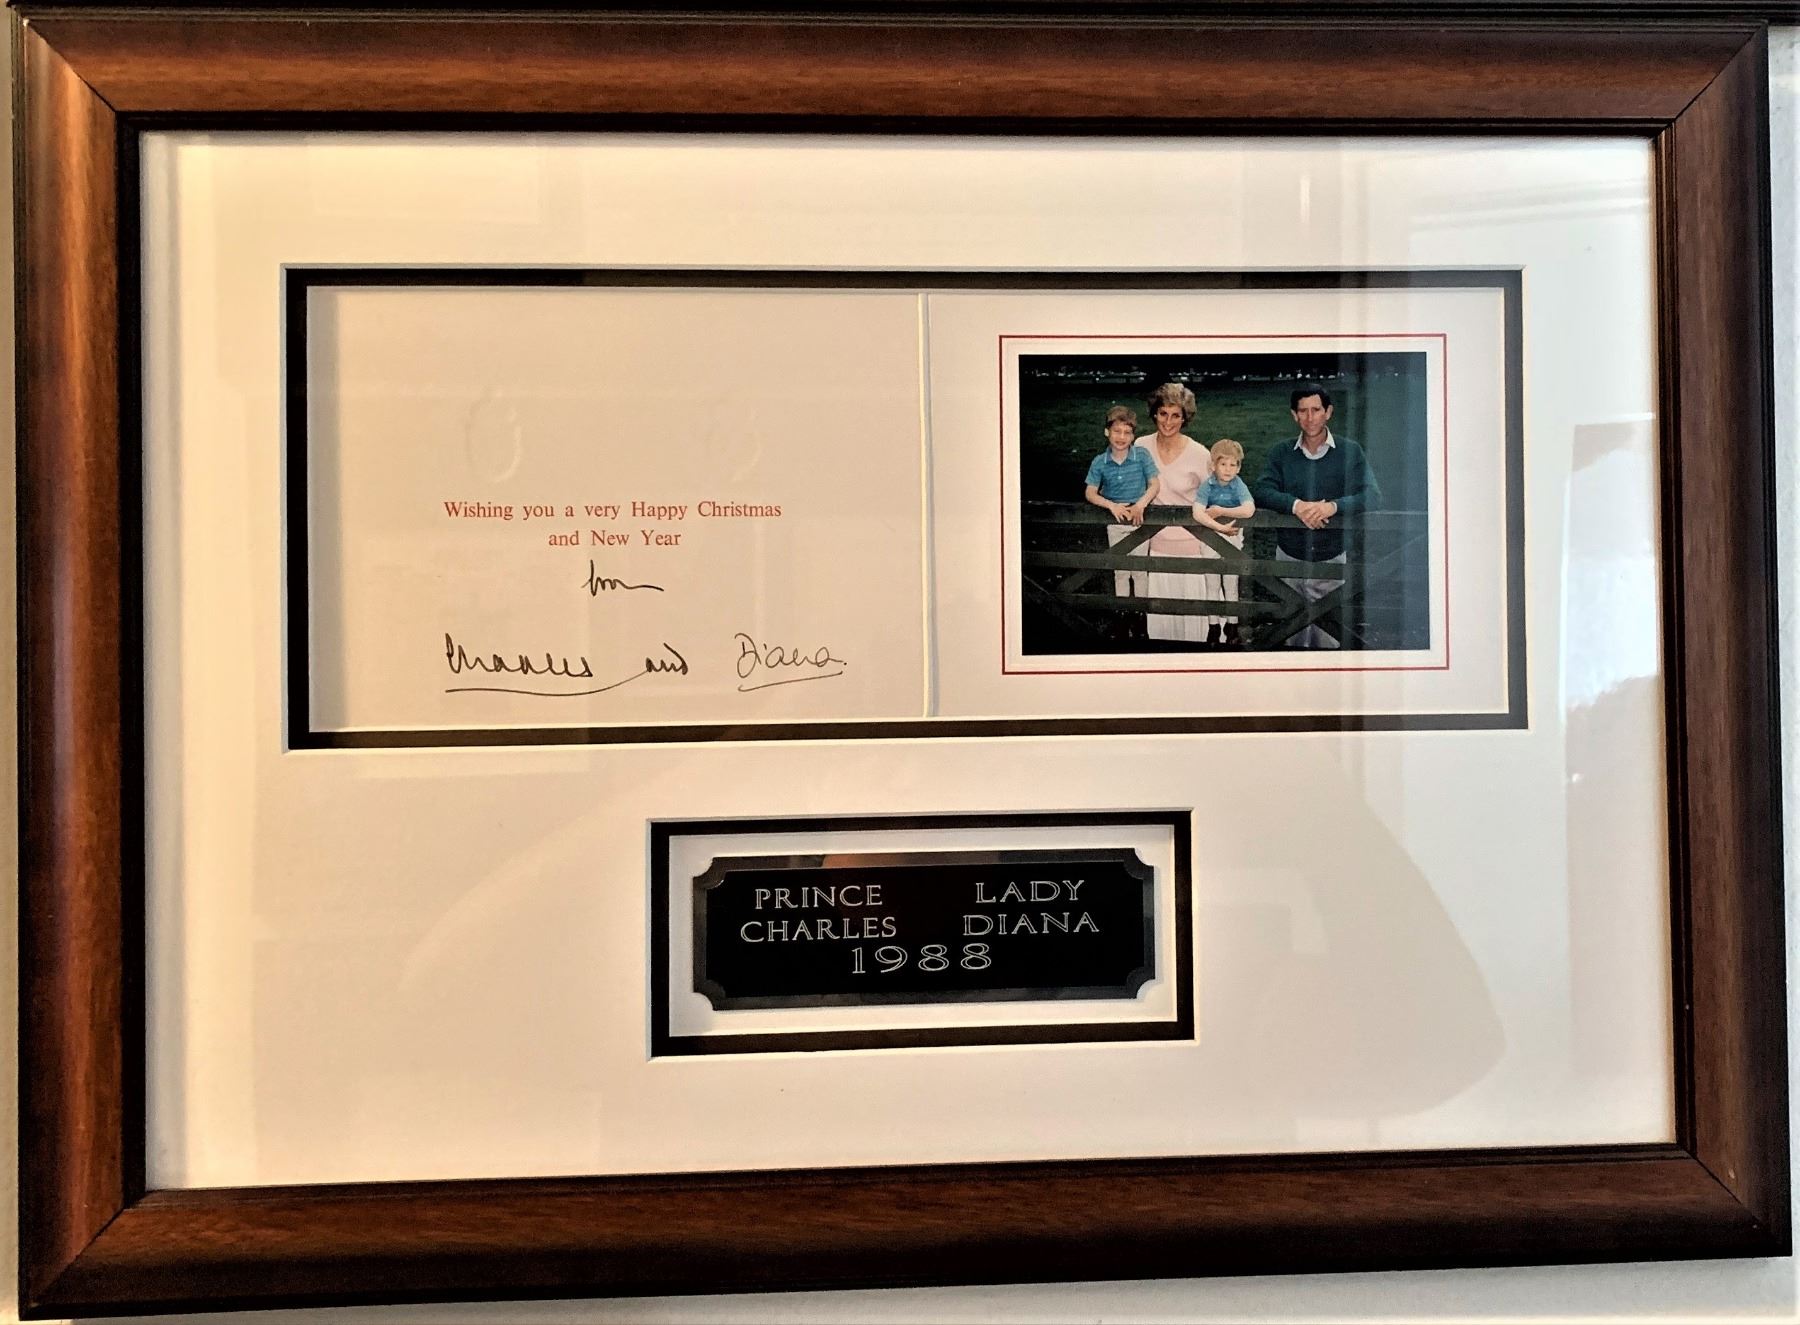 Wishing you a very Happy Christmas
and New Year
from
Charles and Diana.
PRINCE CHARLES
LADY DIANA
1988